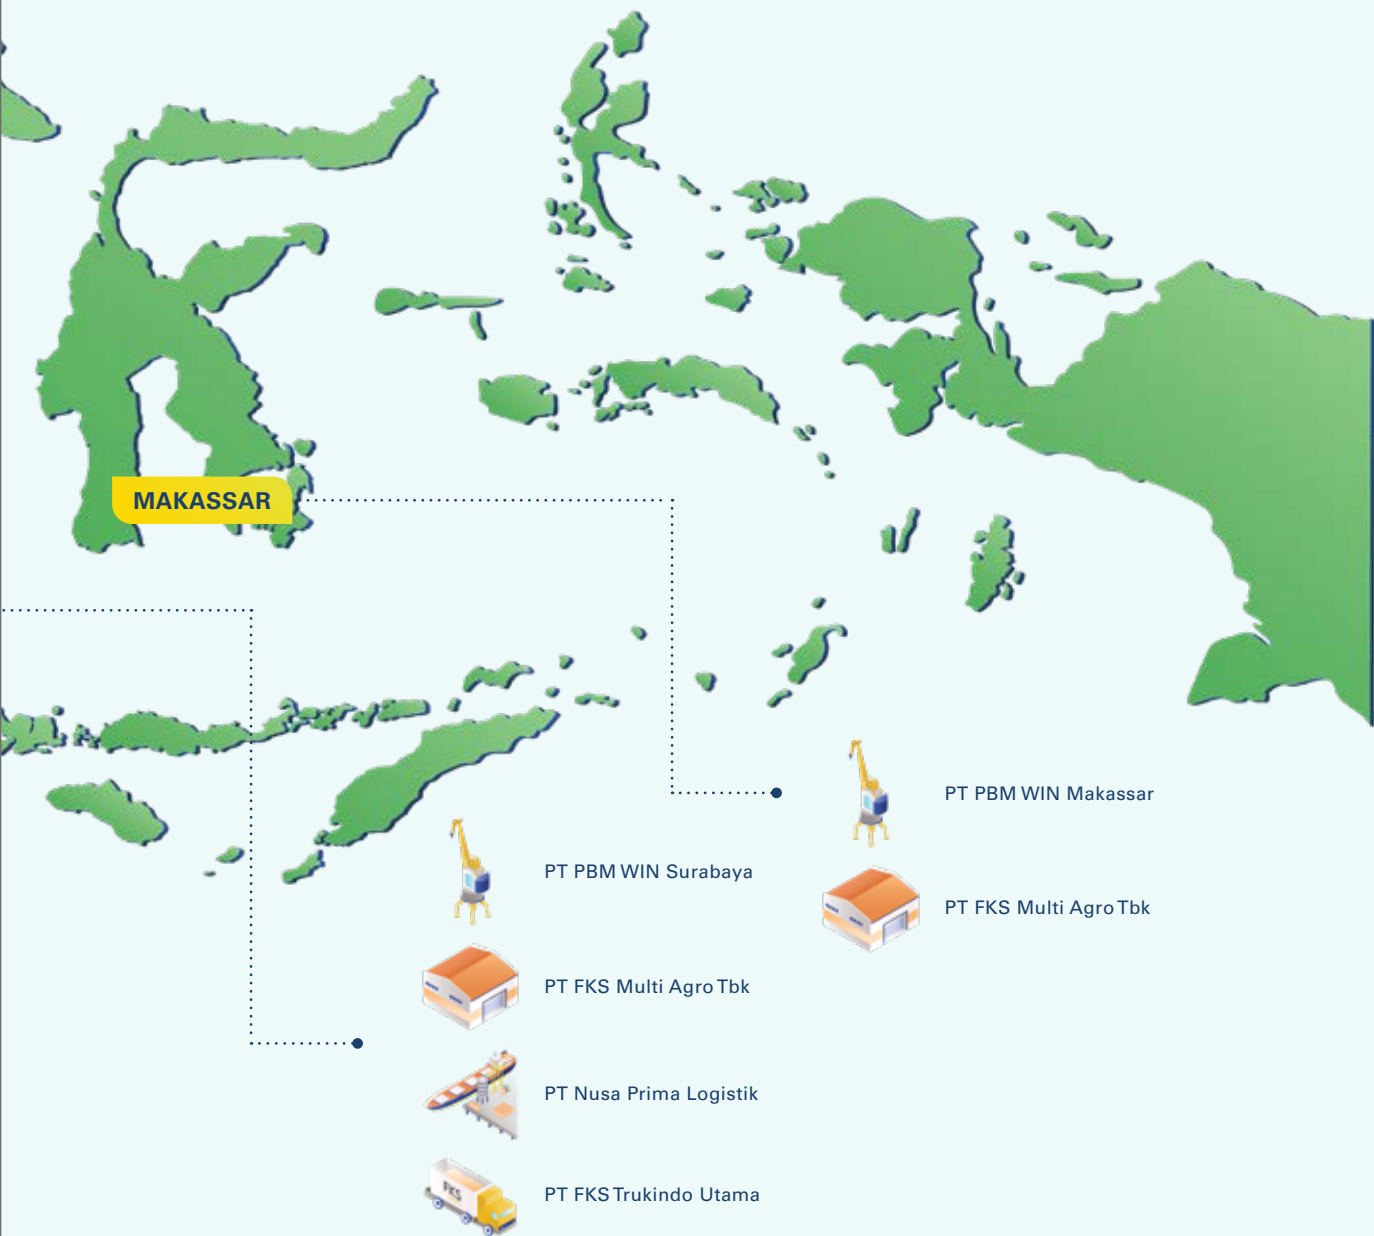 MAKASSAR
PT PBM WIN Makassar
PT FKS Multi Agro Tbk
PT PBM WIN Surabaya
PT FKS Multi Agro Tbk
PT Nusa Prima Logistik
FKS
PT FKS Trukindo Utama